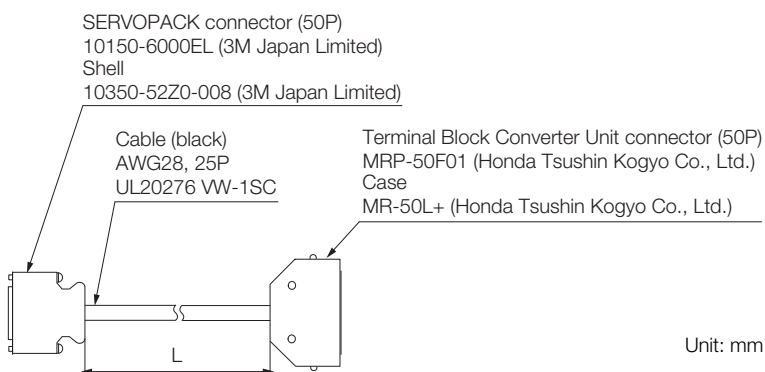 SERVOPACK connector (50P)
10150-6000EL (3M Japan Limited)
Shell
10350-52Z0-008 (3M Japan Limited)
Cable (black)
AWG28, 25P
UL20276 VW-1SC
Terminal Block Converter Unit connector (50P)
MRP-50F01 (Honda Tsushin Kogyo Co., Ltd.)
Case
MR-50L+ (Honda Tsushin Kogyo Co., Ltd.)
L
Unit: mm